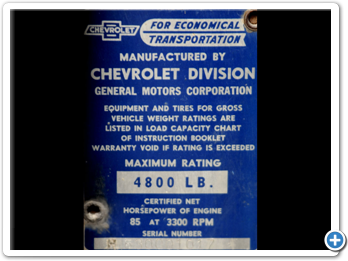 CHEVROLET
FOR ECONOMICAL
TRANSPORTATION
MANUFACTURED BY
CHEVROLET DIVISION
GENERAL MOTORS CORPORATION
EQUIPMENT AND TIRES FOR GROSS
VEHICLE WEIGHT RATINGS ARE
LISTED IN LOAD CAPACITY CHART
OF INSTRUCTION BOOKLET
WARRANTY VOID IF RATING IS EXCEEDED
MAXIMUM RATING
4800 LB.
CERTIFIED NET
HORSEPOWER OF ENGINE
85 AT 3300 RPM
SERIAL NUMBER